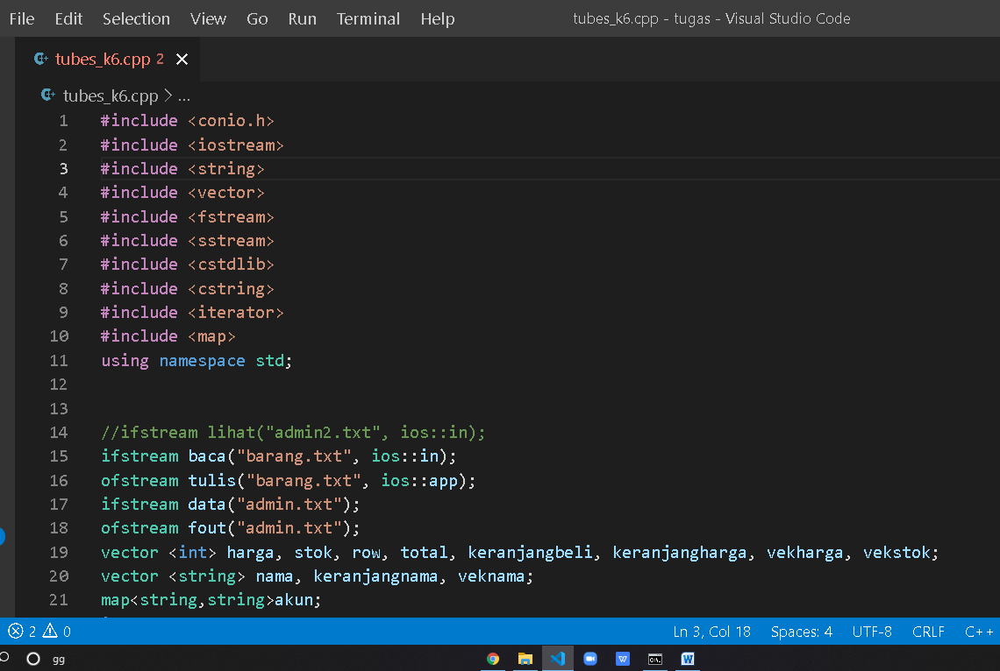 File Edit Selection View Go Run Terminal Help tubes_k6.cpp - tugas - Visual Studio Code
tubes_k6.cpp 2
tubes_k6.cpp > ...
1 #include <conio.h>
2 #include <iostream>
3 #include <string>
4 #include <vector>
5 #include <fstream>
6 #include <sstream>
7 #include <cstdlib>
8 #include <cstring>
9 #include <iterator>
10 #include <map>
11 using namespace std;
12
13
14 //ifstream lihat("admin2.txt", ios::in);
15 ifstream baca("barang.txt", ios::in);
16 ofstream tulis("barang.txt", ios::app);
17 ifstream data("admin.txt");
18 ofstream fout("admin.txt");
19 vector <int> harga, stok, row, total, keranjangbeli, keranjangharga, vekharga, vekstok;
20 vector <string> nama, keranjangnama, veknama;
21 map<string,string>akun;
2 0 Ln 3, Col 18 Spaces: 4 UTF-8 CRLF C++
gg